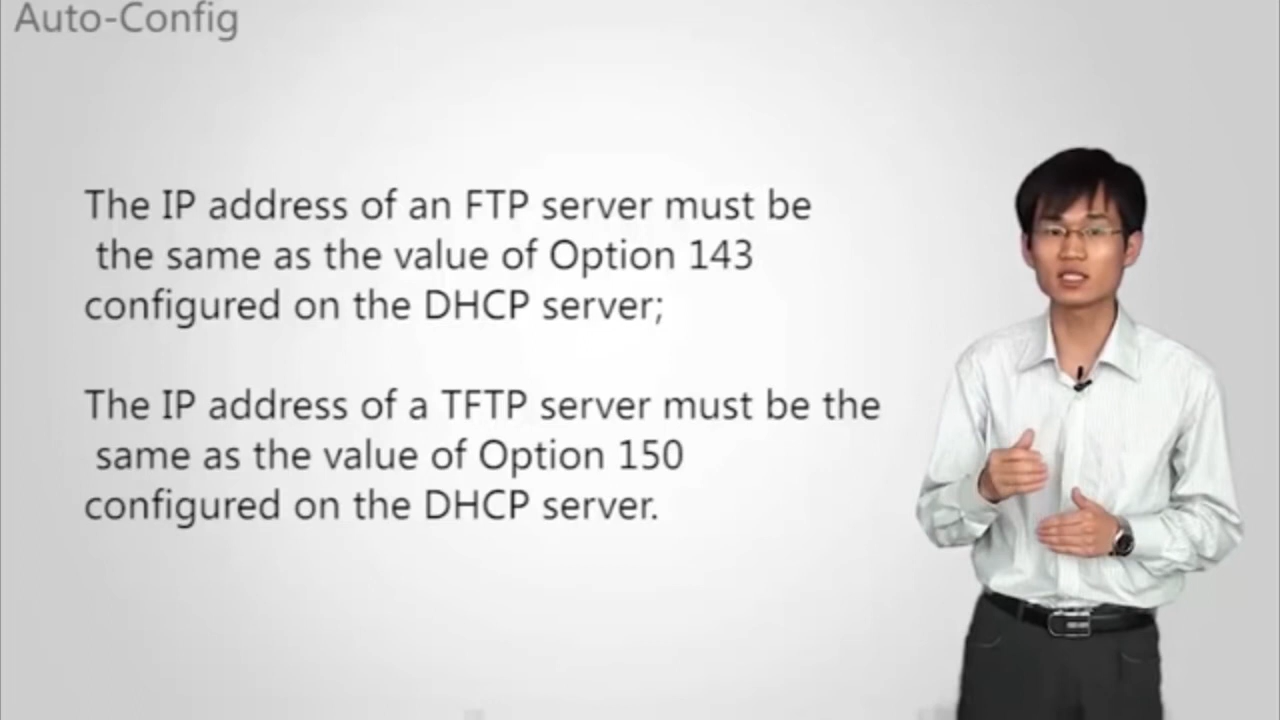 Auto-Config
The IP address of an FTP server must be
the same as the value of Option 143
configured on the DHCP server;
The IP address of a TFTP server must be the
same as the value of Option 150
configured on the DHCP server.